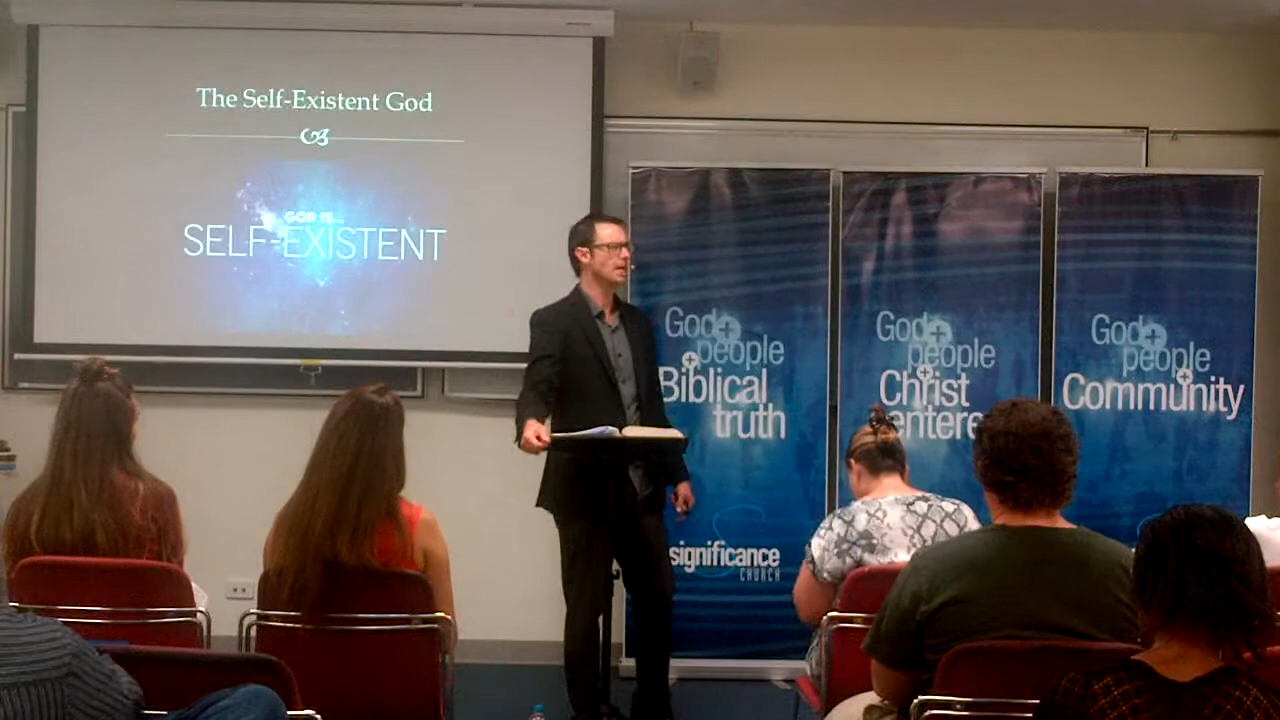 The Self-Existent God
GOD IS...
SELF-EXISTENT
God+
people
+
Biblical
truth
significance
CHURCH
God+
people
+
Christ
entere
God+
people
+
Community